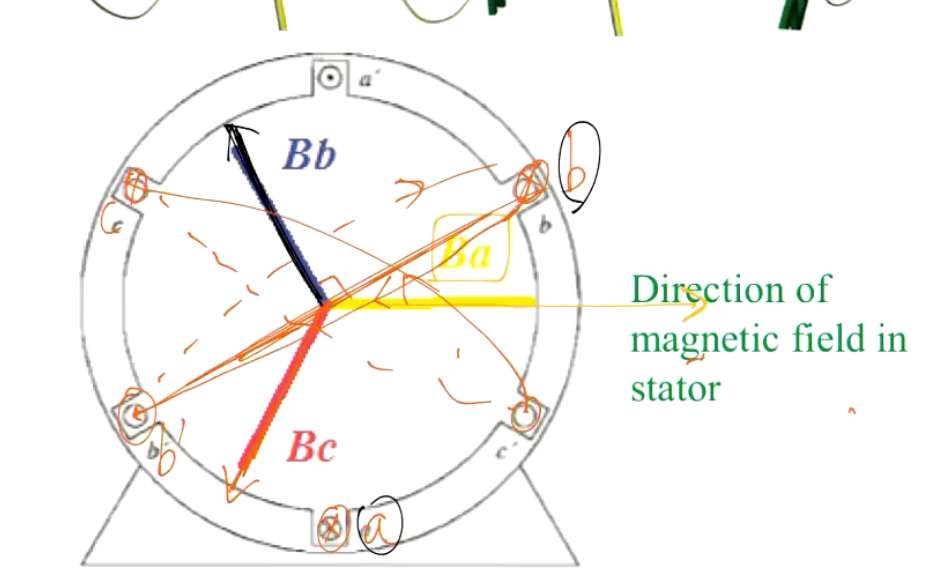 a'
Bb
b
c
c
b
Ba
Direction of
magnetic field in
stator
b'
b'
Bc
c'
a